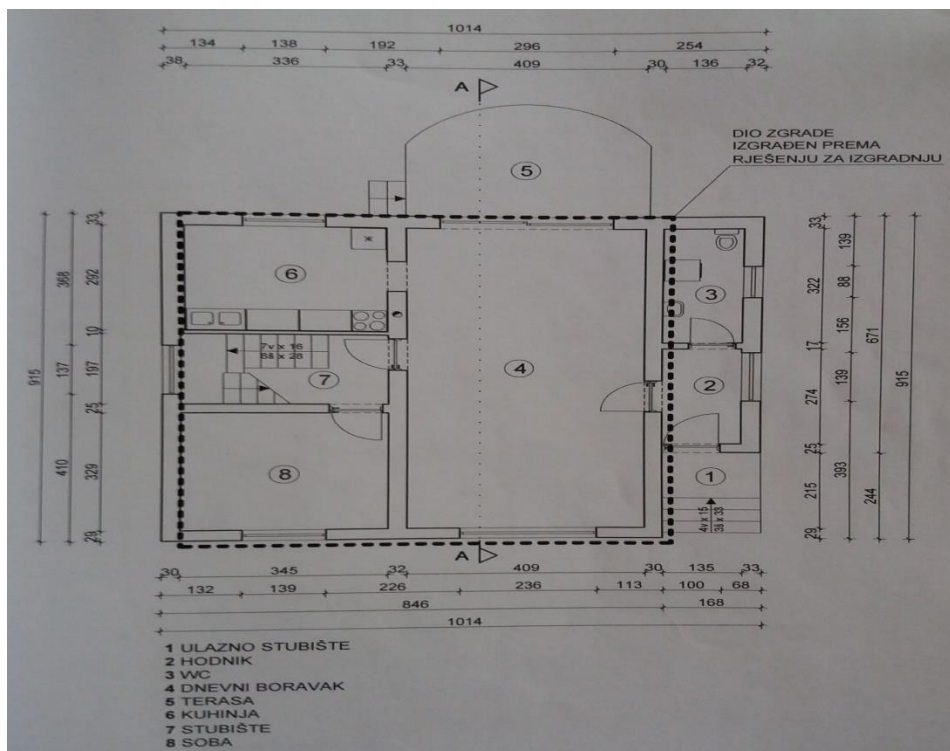 1014
134 138 192 296 254
38 336 33 409 30 136 32
A
DIO ZGRADE
IZGRAĐEN PREMA
RJEŠENJU ZA IZGRADNJU
5
915
368 137 410
33 292 10 197 25 329 29
6
7v x 16
6š x 28
7
8
4
3
2
1
4v x 15
3š x 33
33 322 17 274 25 215 29
139 88 156 139 393
671 244
915
A
30 345 32 409 30 135 33
132 139 226 236 113 100 68
846 168
1014
1 ULAZNO STUBIŠTE
2 HODNIK
3 WC
4 DNEVNI BORAVAK
5 TERASA
6 KUHINJA
7 STUBIŠTE
8 SOBA